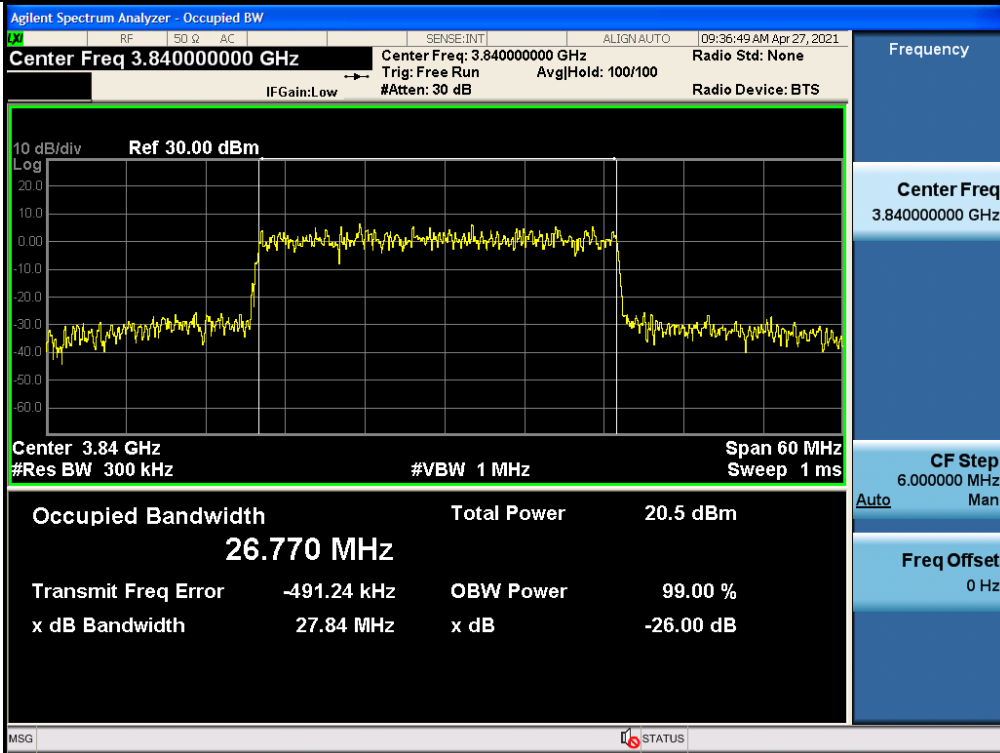 Agilent Spectrum Analyzer - Occupied BW
LXI RF 50 Ω AC SENSE:INT ALIGN AUTO 09:36:49 AM Apr 27, 2021
Center Freq 3.840000000 GHz
Center Freq: 3.840000000 GHz Radio Std: None
Trig: Free Run Avg|Hold: 100/100
IFGain:Low #Atten: 30 dB Radio Device: BTS
10 dB/div Ref 30.00 dBm
Log
20.0
10.0
0.00
-10.0
-20.0
-30.0
-40.0
-50.0
-60.0
Center 3.84 GHz Span 60 MHz
#Res BW 300 kHz #VBW 1 MHz Sweep 1 ms
Occupied Bandwidth Total Power 20.5 dBm
26.770 MHz
Transmit Freq Error -491.24 kHz OBW Power 99.00 %
x dB Bandwidth 27.84 MHz x dB -26.00 dB
Frequency
Center Freq
3.840000000 GHz
CF Step
6.000000 MHz
Auto Man
Freq Offset
0 Hz
MSG STATUS